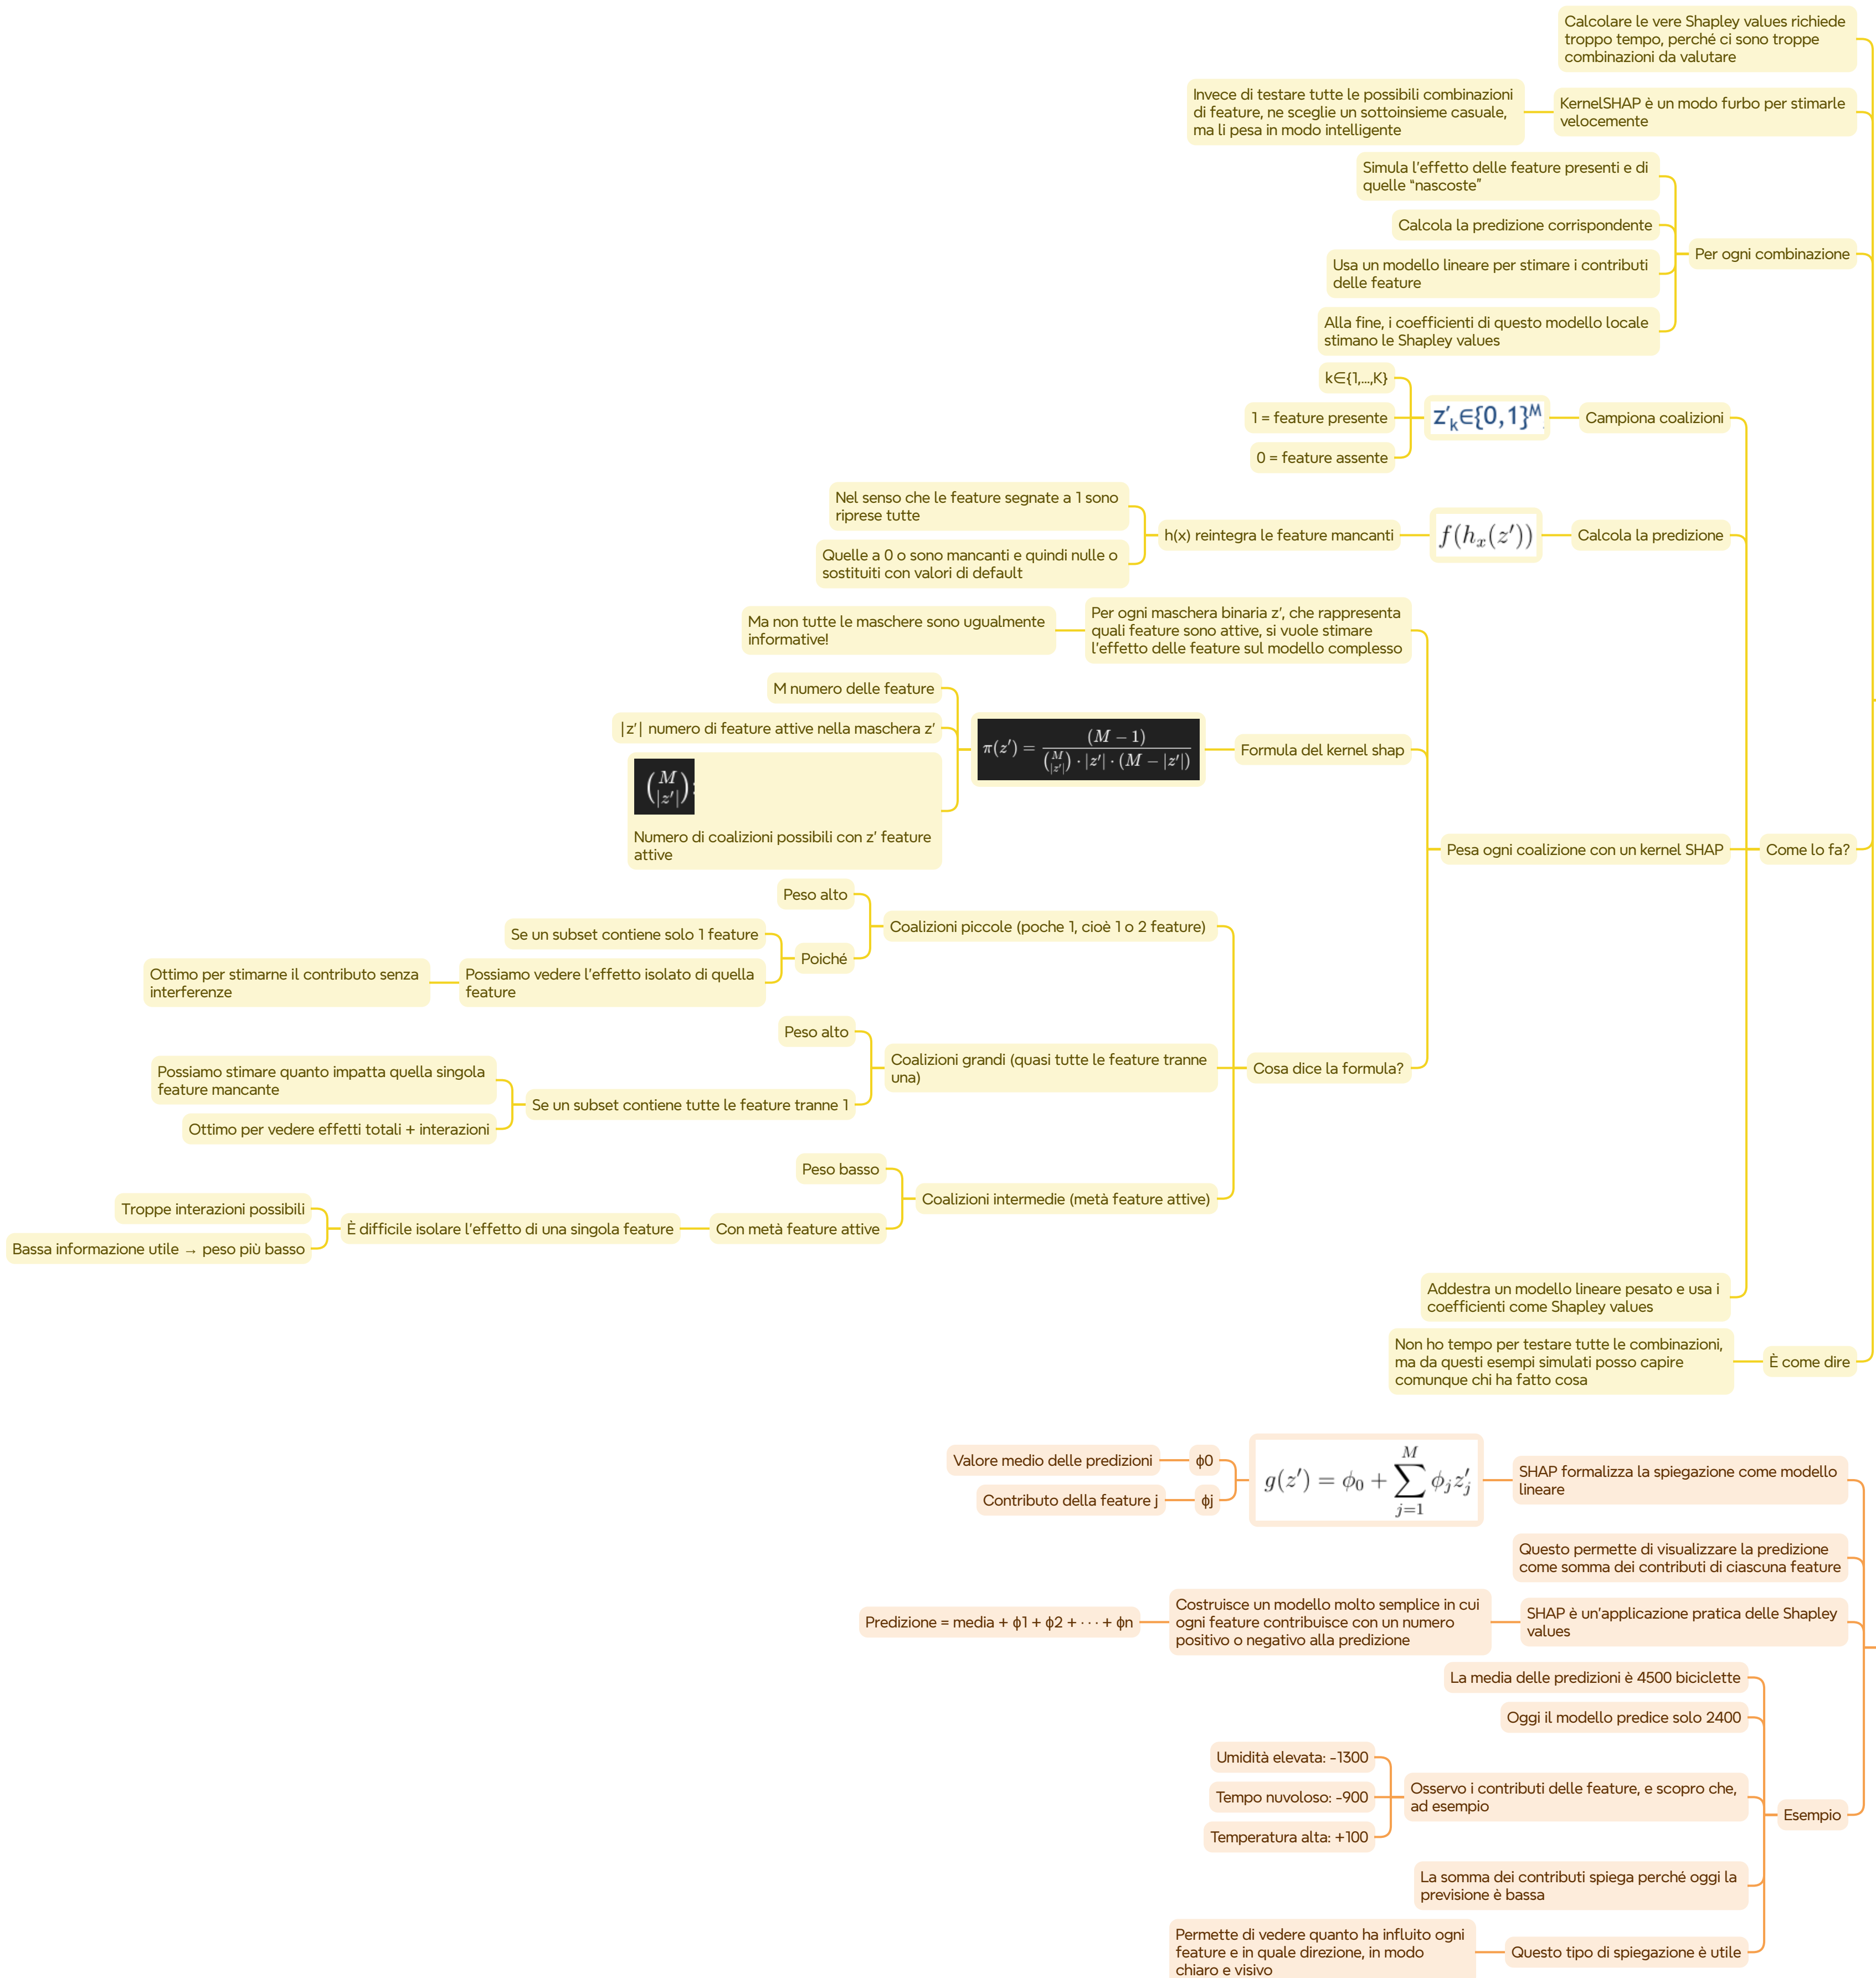 Calcolare le vere Shapley values richiede
troppo tempo, perché ci sono troppe
combinazioni da valutare
KernelSHAP è un modo furbo per stimarle
velocemente
Invece di testare tutte le possibili combinazioni
di feature, ne sceglie un sottoinsieme casuale,
ma li pesa in modo intelligente
Per ogni combinazione
Simula l'effetto delle feature presenti e di
quelle “nascoste”
Calcola la predizione corrispondente
Usa un modello lineare per stimare i contributi
delle feature
Alla fine, i coefficienti di questo modello locale
stimano le Shapley values
Come lo fa?
Campiona coalizioni
z′ₖ∈{0,1}ᴹ
k∈{1,...,K}
1 = feature presente
0 = feature assente
Calcola la predizione
f(hₓ(z′))
h(x) reintegra le feature mancanti
Nel senso che le feature segnate a 1 sono
riprese tutte
Quelle a 0 o sono mancanti e quindi nulle o
sostituiti con valori di default
Pesa ogni coalizione con un kernel SHAP
Per ogni maschera binaria z′, che rappresenta
quali feature sono attive, si vuole stimare
l'effetto delle feature sul modello complesso
Ma non tutte le maschere sono ugualmente
informative!
Formula del kernel shap
π(z′) = (M − 1) / ((M |z′|) · |z′| · (M − |z′|))
M numero delle feature
|z′| numero di feature attive nella maschera z′
(M |z′|):
Numero di coalizioni possibili con z′ feature
attive
Cosa dice la formula?
Coalizioni piccole (poche 1, cioè 1 o 2 feature)
Peso alto
Poiché
Se un subset contiene solo 1 feature
Possiamo vedere l'effetto isolato di quella
feature
Ottimo per stimarne il contributo senza
interferenze
Coalizioni grandi (quasi tutte le feature tranne
una)
Peso alto
Se un subset contiene tutte le feature tranne 1
Possiamo stimare quanto impatta quella singola
feature mancante
Ottimo per vedere effetti totali + interazioni
Coalizioni intermedie (metà feature attive)
Peso basso
Con metà feature attive
È difficile isolare l'effetto di una singola feature
Troppe interazioni possibili
Bassa informazione utile → peso più basso
Addestra un modello lineare pesato e usa i
coefficienti come Shapley values
È come dire
Non ho tempo per testare tutte le combinazioni,
ma da questi esempi simulati posso capire
comunque chi ha fatto cosa
SHAP formalizza la spiegazione come modello
lineare
g(z′) = ϕ₀ + ∑ᴹⱼ₌₁ ϕⱼz′ⱼ
ϕ0
Valore medio delle predizioni
ϕj
Contributo della feature j
Questo permette di visualizzare la predizione
come somma dei contributi di ciascuna feature
SHAP è un'applicazione pratica delle Shapley
values
Costruisce un modello molto semplice in cui
ogni feature contribuisce con un numero
positivo o negativo alla predizione
Predizione = media + ϕ1 + ϕ2 + ⋯ + ϕn
Esempio
La media delle predizioni è 4500 biciclette
Oggi il modello predice solo 2400
Osservo i contributi delle feature, e scopro che,
ad esempio
Umidità elevata: -1300
Tempo nuvoloso: -900
Temperatura alta: +100
La somma dei contributi spiega perché oggi la
previsione è bassa
Questo tipo di spiegazione è utile
Permette di vedere quanto ha influito ogni
feature e in quale direzione, in modo
chiaro e visivo